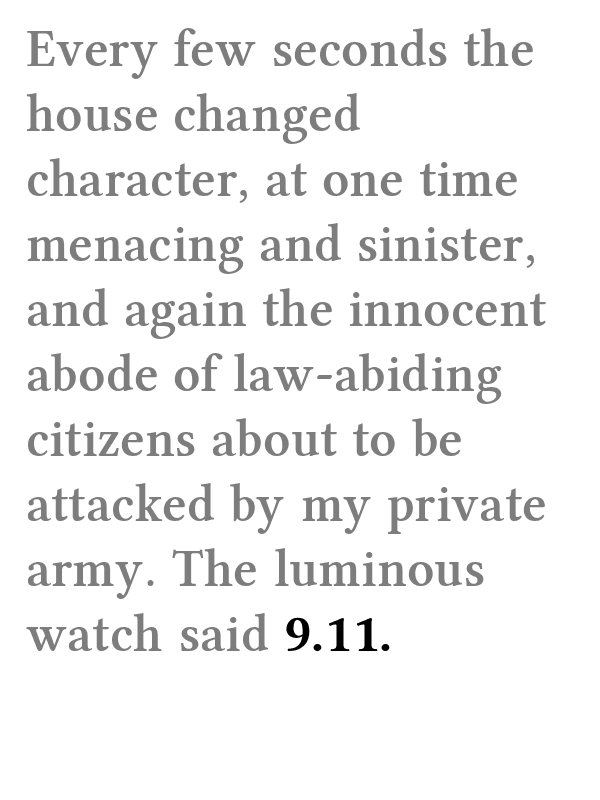 Every few seconds the
house changed
character, at one time
menacing and sinister,
and again the innocent
abode of law-abiding
citizens about to be
attacked by my private
army. The luminous
watch said 9.11.